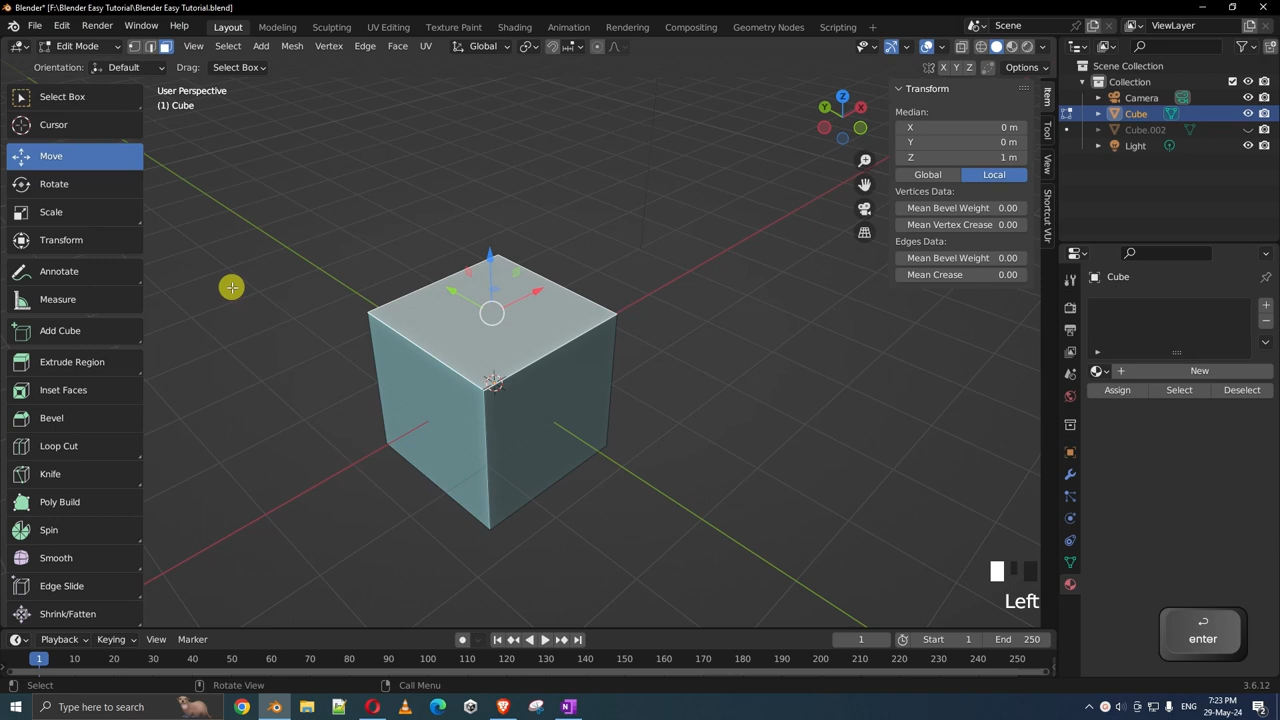 Blender* [F:\Blender Easy Tutorial\Blender Easy Tutorial.blend]
File Edit Render Window Help Layout Modeling Sculpting UV Editing Texture Paint Shading Animation Rendering Compositing Geometry Nodes Scripting Scene ViewLayer
Edit Mode View Select Add Mesh Vertex Edge Face UV Global
Orientation: Default Drag: Select Box X Y Z Options
User Perspective
(1) Cube
Select Box
Cursor
Move
Rotate
Scale
Transform
Annotate
Measure
Add Cube
Extrude Region
Inset Faces
Bevel
Loop Cut
Knife
Poly Build
Spin
Smooth
Edge Slide
Shrink/Fatten
Z
Y
X
Transform
Median:
X 0 m
Y 0 m
Z 1 m
Global Local
Vertices Data:
Mean Bevel Weight 0.00
Mean Vertex Crease 0.00
Edges Data:
Mean Bevel Weight 0.00
Mean Crease 0.00
Item
Tool
View
Shortcut VUr
Scene Collection
Collection
Camera
Cube
Cube.002
Light
Cube
New
Assign Select Deselect
Left
enter
Playback Keying View Marker 1 Start 1 End 250
1 10 20 30 40 50 60 70 80 90 100 110 120 130 140 150 160 170 180 190 200 210 220 230 240 250
Select Rotate View Call Menu 3.6.12
Type here to search ENG 7:23 PM
29-May-24